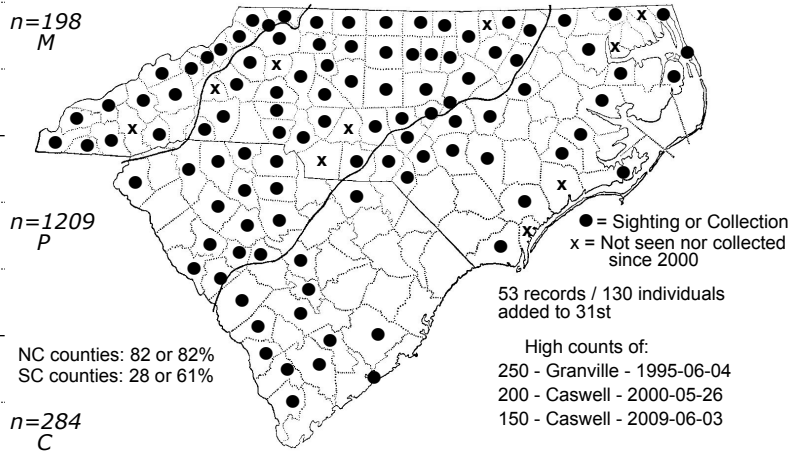 n=198
M
n=1209
P
n=284
C
● = Sighting or Collection
x = Not seen nor collected
since 2000
53 records / 130 individuals
added to 31st
High counts of:
250 - Granville - 1995-06-04
200 - Caswell - 2000-05-26
150 - Caswell - 2009-06-03
NC counties: 82 or 82%
SC counties: 28 or 61%
x
x
x
x
x
x
x
x
x
x